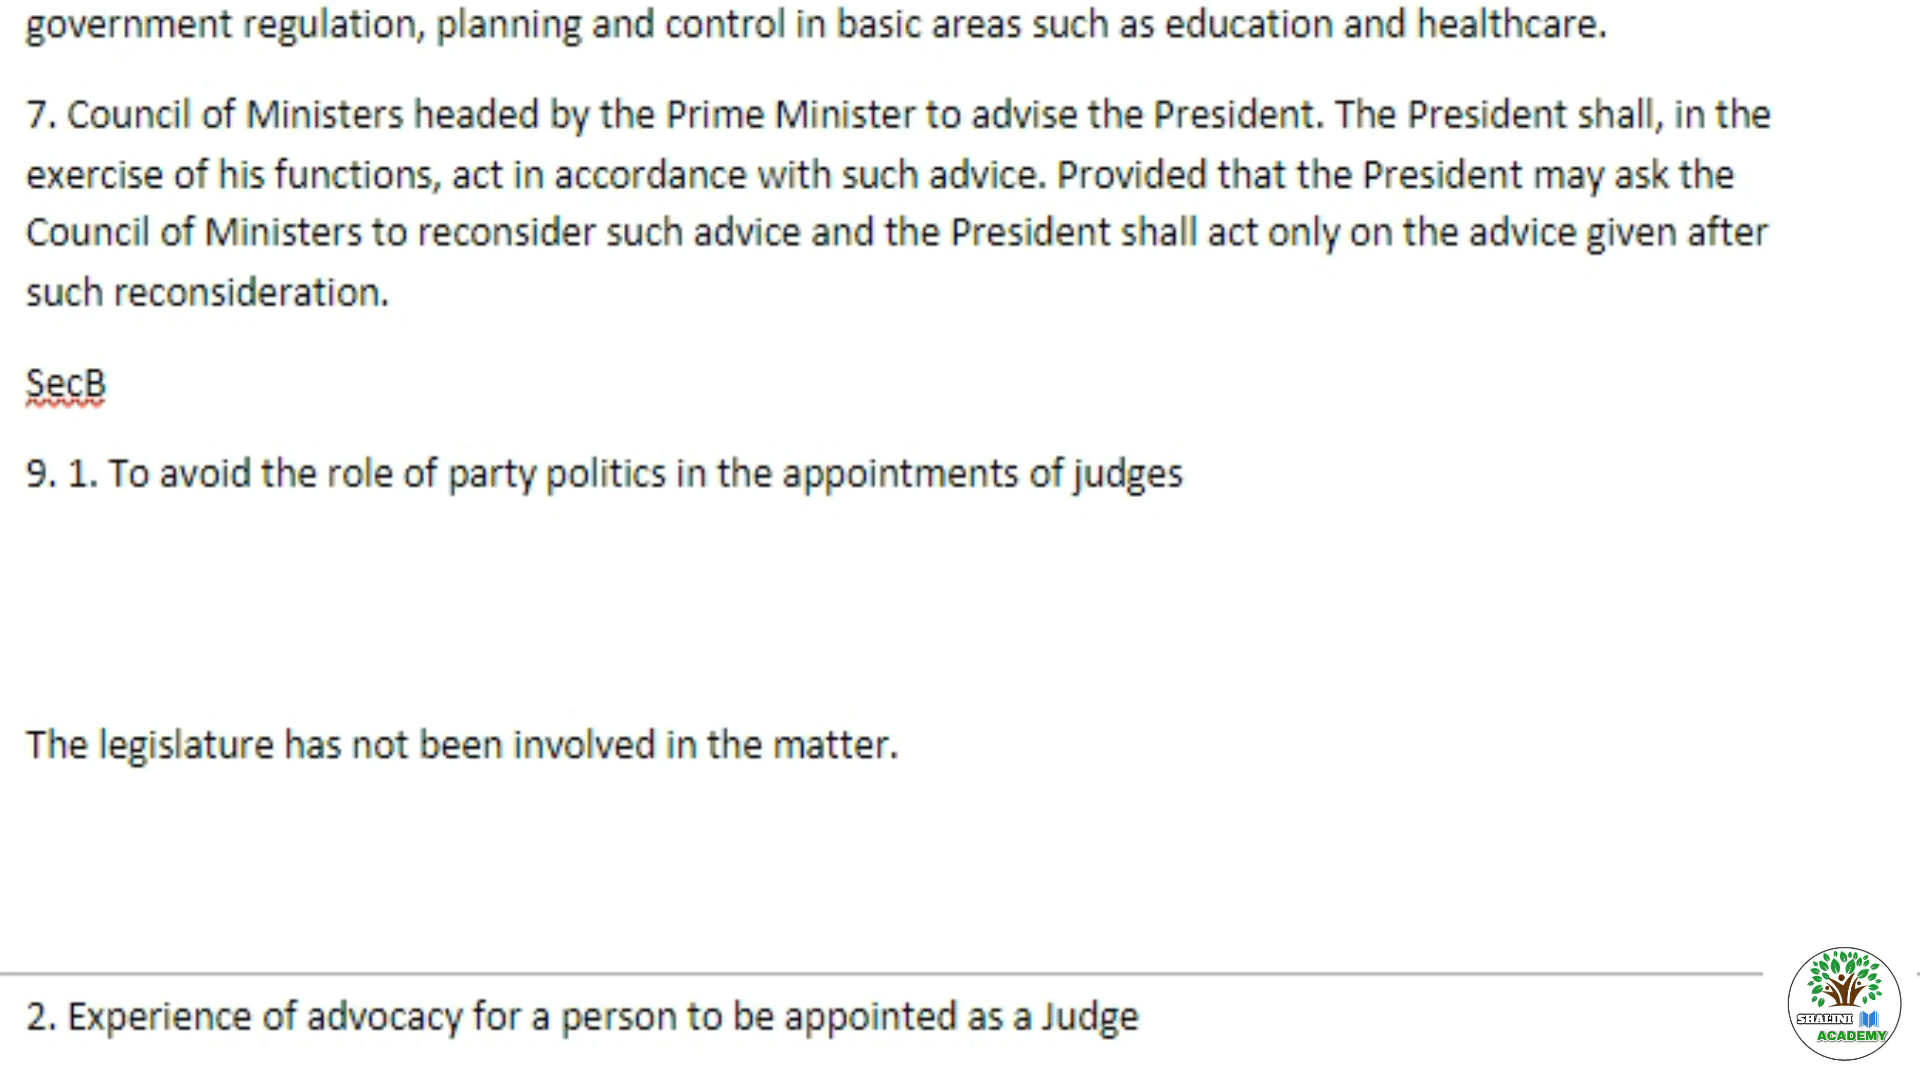 government regulation, planning and control in basic areas such as education and healthcare.
7. Council of Ministers headed by the Prime Minister to advise the President. The President shall, in the
exercise of his functions, act in accordance with such advice. Provided that the President may ask the
Council of Ministers to reconsider such advice and the President shall act only on the advice given after
such reconsideration.
SecB
9. 1. To avoid the role of party politics in the appointments of judges
The legislature has not been involved in the matter.
2. Experience of advocacy for a person to be appointed as a Judge
SHALINI
ACADEMY